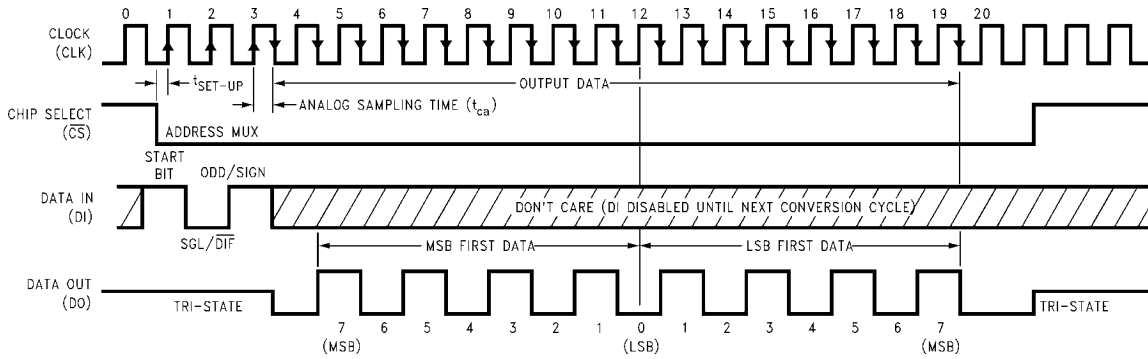 0 1 2 3 4 5 6 7 8 9 10 11 12 13 14 15 16 17 18 19 20
CLOCK
(CLK)
tSET-UP
OUTPUT DATA
ANALOG SAMPLING TIME (tca)
CHIP SELECT
(CS)
ADDRESS MUX
START
BIT
ODD/SIGN
DATA IN
(DI)
DON'T CARE (DI DISABLED UNTIL NEXT CONVERSION CYCLE)
SGL/DIF
MSB FIRST DATA
LSB FIRST DATA
DATA OUT
(DO)
TRI-STATE
TRI-STATE
7 6 5 4 3 2 1 0 1 2 3 4 5 6 7
(MSB) (LSB) (MSB)